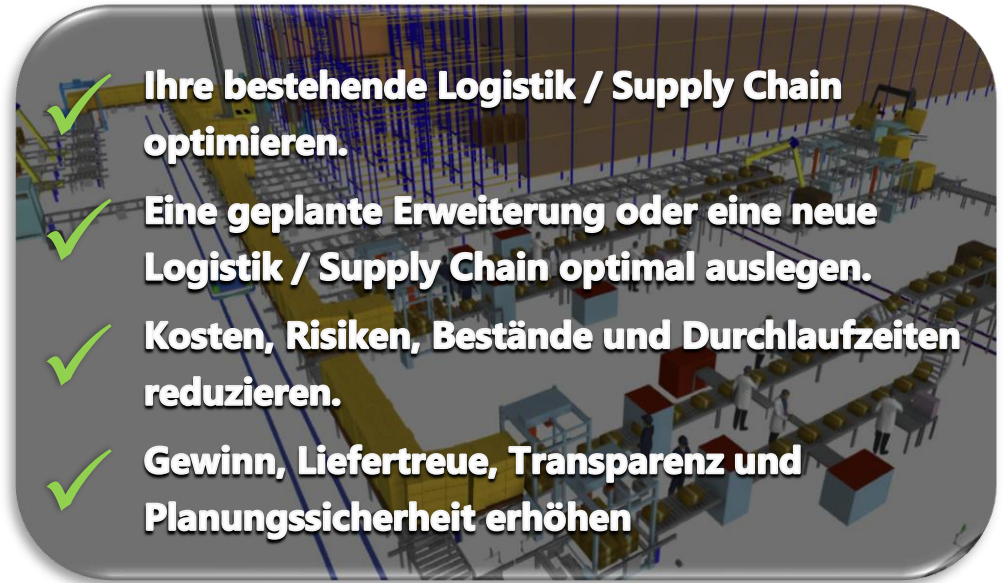 Ihre bestehende Logistik / Supply Chain
optimieren.
Eine geplante Erweiterung oder eine neue
Logistik / Supply Chain optimal auslegen.
Kosten, Risiken, Bestände und Durchlaufzeiten
reduzieren.
Gewinn, Liefertreue, Transparenz und
Planungssicherheit erhöhen